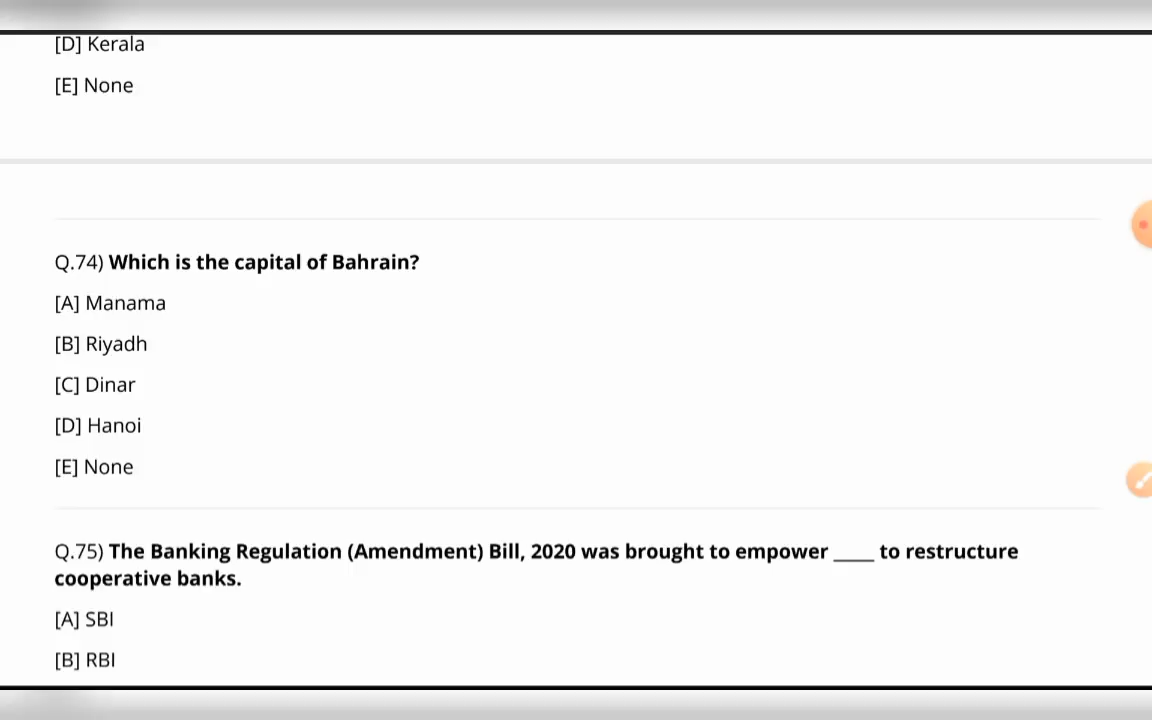 [D] Kerala
[E] None
Q.74) Which is the capital of Bahrain?
[A] Manama
[B] Riyadh
[C] Dinar
[D] Hanoi
[E] None
Q.75) The Banking Regulation (Amendment) Bill, 2020 was brought to empower ____ to restructure
cooperative banks.
[A] SBI
[B] RBI